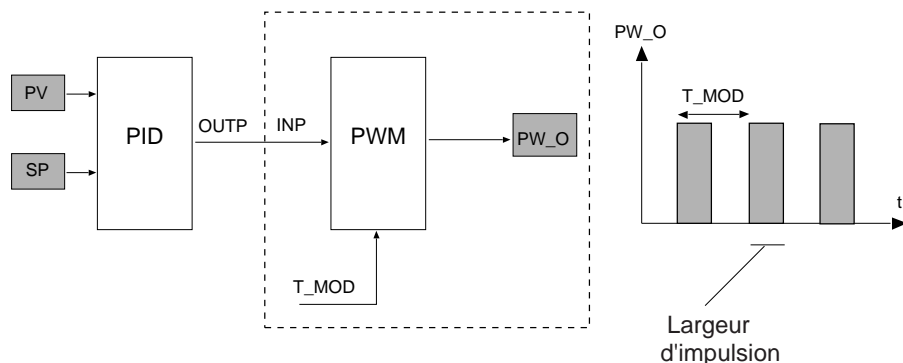 PV
SP
PID
OUTP
INP
PWM
PW_O
T_MOD
PW_O
T_MOD
t
Largeur
d'impulsion